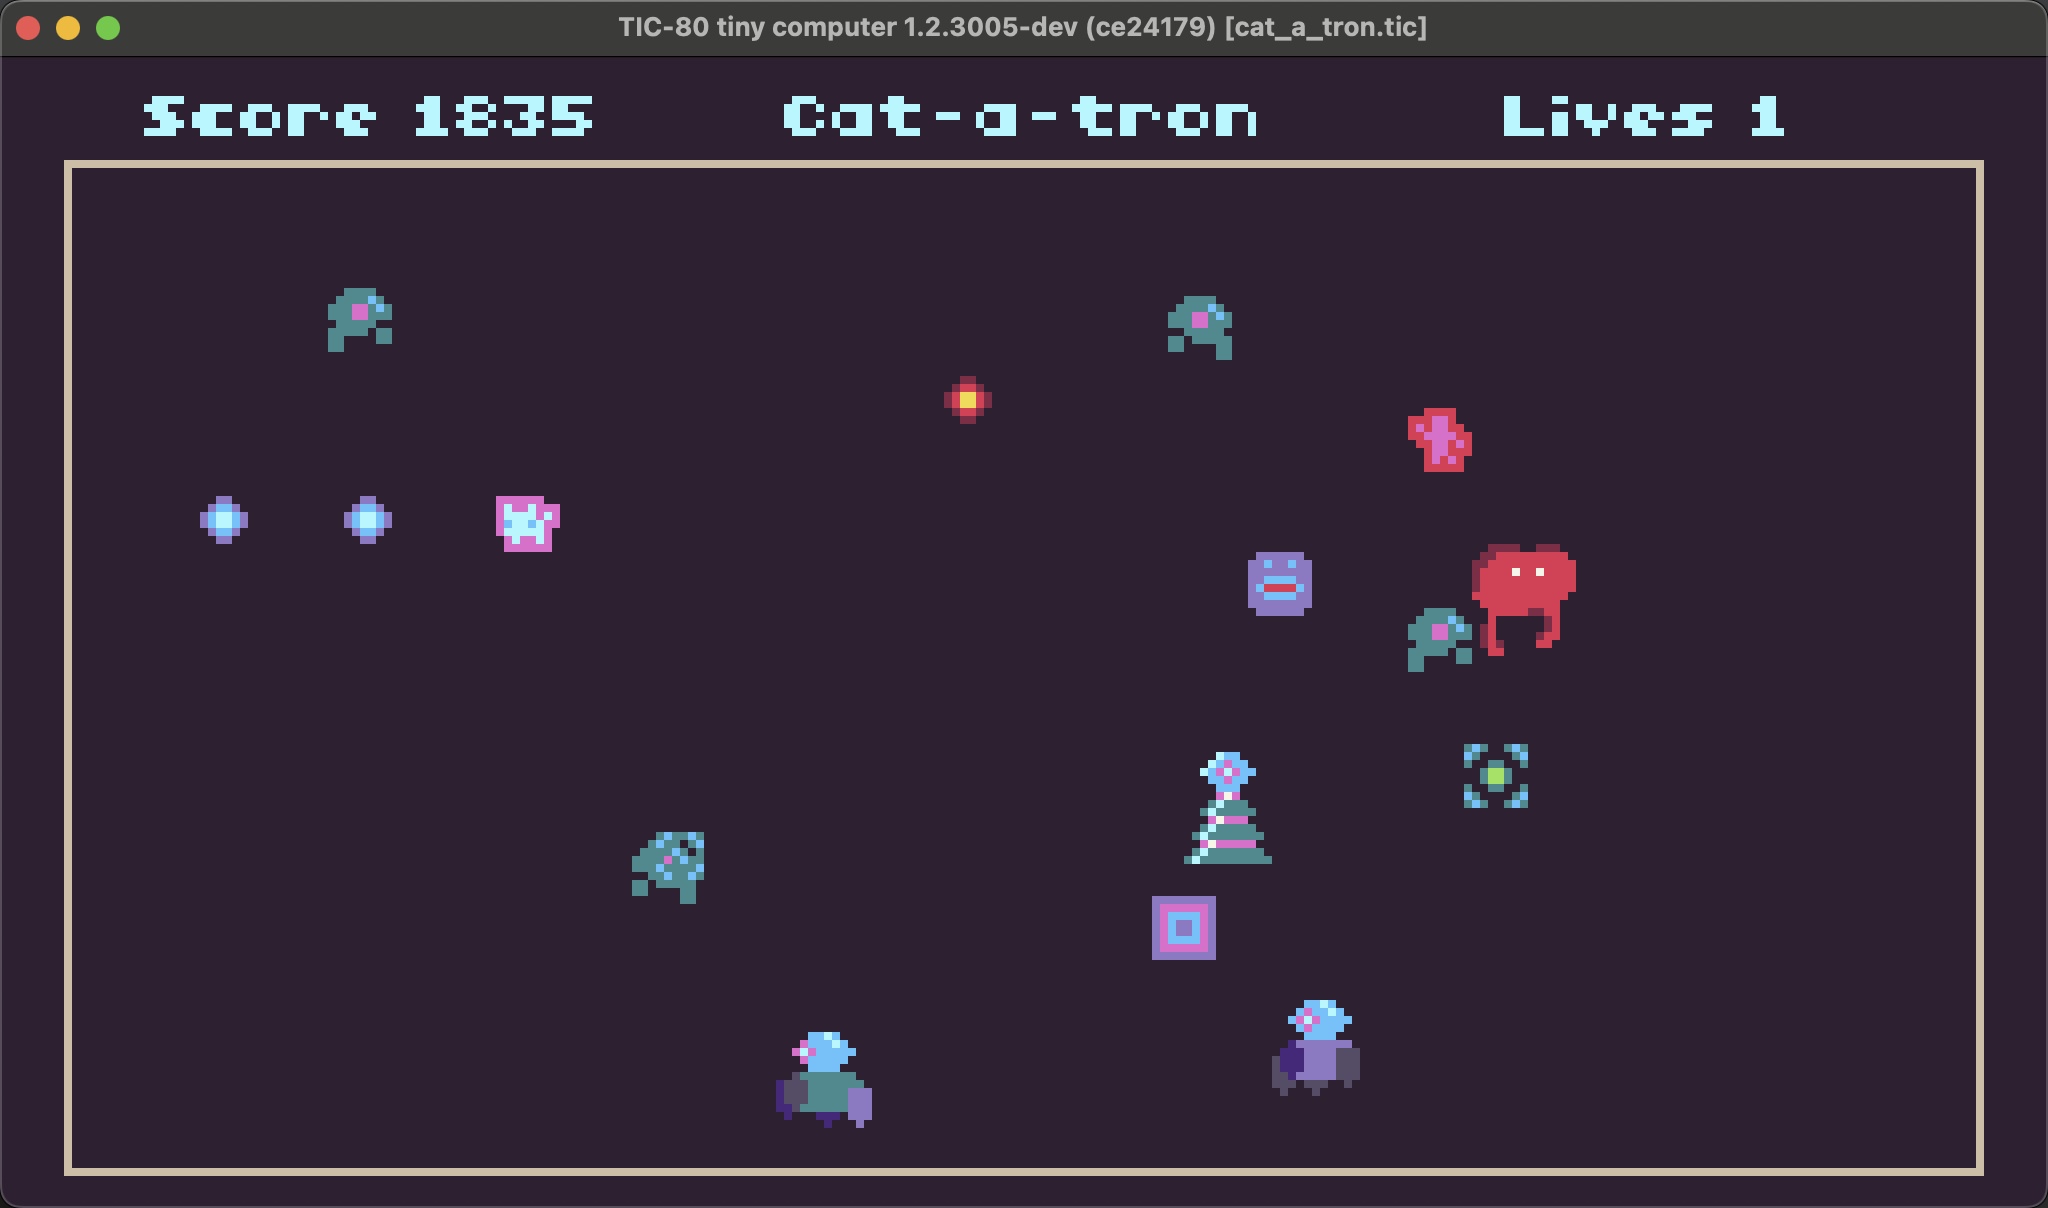 TIC-80 tiny computer 1.2.3005-dev (ce24179) [cat_a_tron.tic]
Score 1835 Cat-a-tron Lives 1